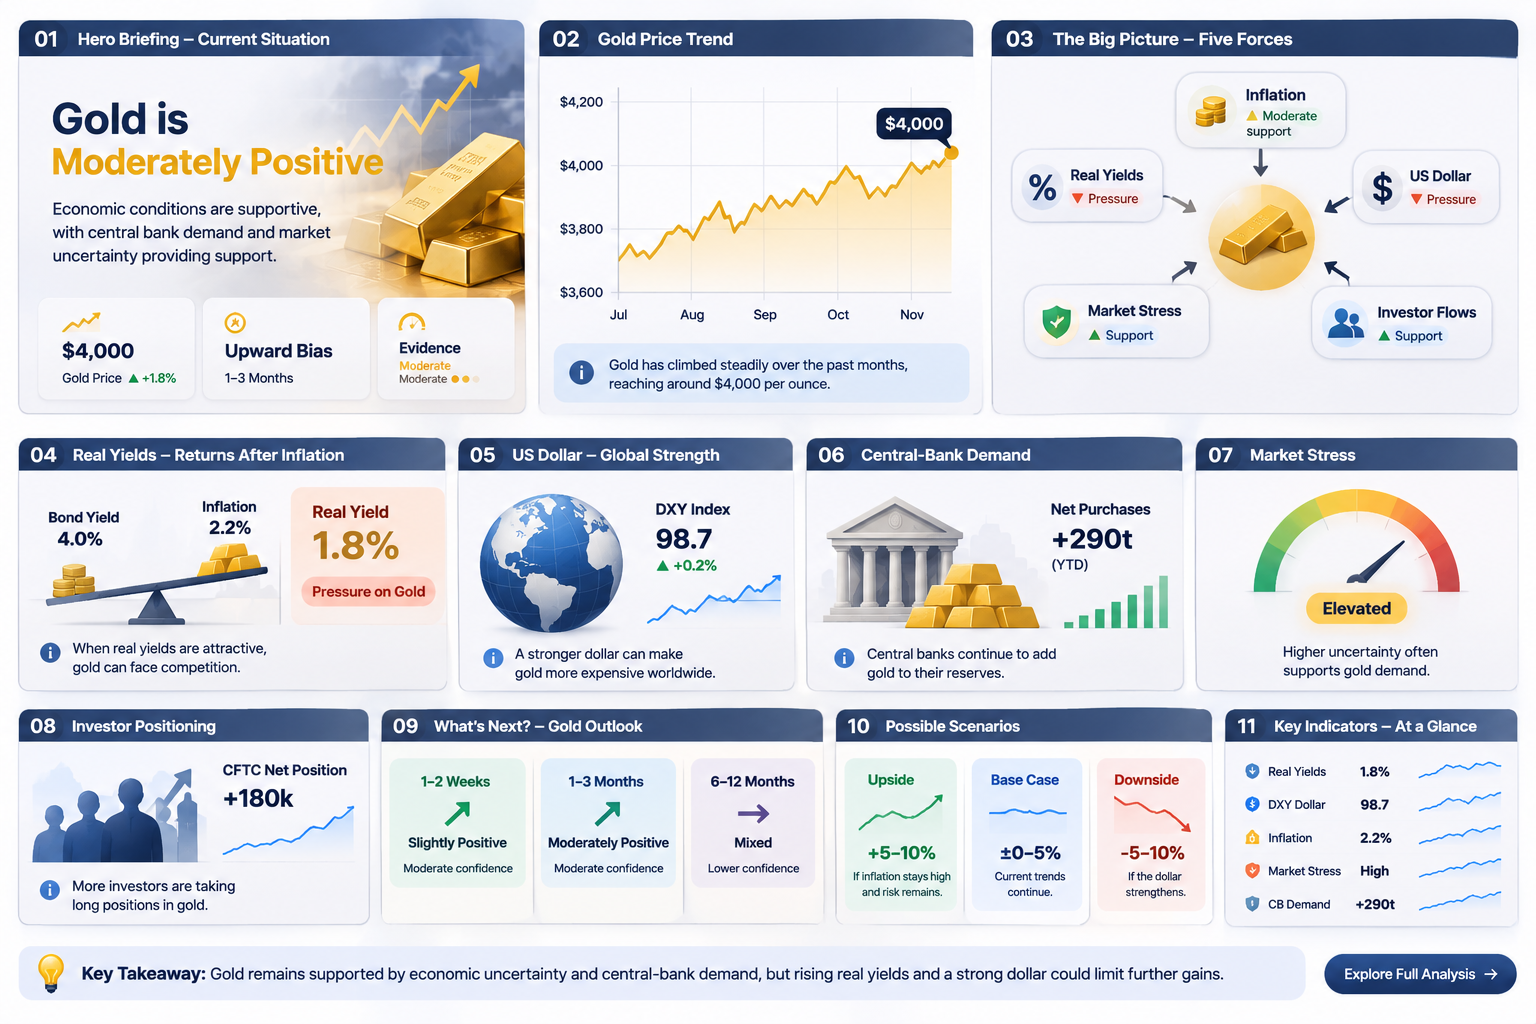 01 Hero Briefing – Current Situation
Gold is
Moderately Positive
Economic conditions are supportive,
with central bank demand and market
uncertainty providing support.
$4,000
Gold Price ▲ +1.8%
Upward Bias
1–3 Months
Evidence
Moderate
Moderate
02 Gold Price Trend
$4,200
$4,000
$3,800
$3,600
$4,000
Jul Aug Sep Oct Nov
Gold has climbed steadily over the past months,
reaching around $4,000 per ounce.
03 The Big Picture – Five Forces
Inflation
▲ Moderate
support
Real Yields
▼ Pressure
US Dollar
▼ Pressure
Market Stress
▲ Support
Investor Flows
▲ Support
04 Real Yields – Returns After Inflation
Bond Yield
4.0%
Inflation
2.2%
Real Yield
1.8%
Pressure on Gold
When real yields are attractive,
gold can face competition.
05 US Dollar – Global Strength
DXY Index
98.7
▲ +0.2%
A stronger dollar can make
gold more expensive worldwide.
06 Central-Bank Demand
Net Purchases
+290t
(YTD)
Central banks continue to add
gold to their reserves.
07 Market Stress
Elevated
Higher uncertainty often
supports gold demand.
08 Investor Positioning
CFTC Net Position
+180k
More investors are taking
long positions in gold.
09 What's Next? – Gold Outlook
1–2 Weeks
Slightly Positive
Moderate confidence
1–3 Months
Moderately Positive
Moderate confidence
6–12 Months
Mixed
Lower confidence
10 Possible Scenarios
Upside
+5–10%
If inflation stays high
and risk remains.
Base Case
±0–5%
Current trends
continue.
Downside
-5–10%
If the dollar
strengthens.
11 Key Indicators – At a Glance
Real Yields 1.8%
DXY Dollar 98.7
Inflation 2.2%
Market Stress High
CB Demand +290t
Key Takeaway: Gold remains supported by economic uncertainty and central-bank demand, but rising real yields and a strong dollar could limit further gains.
Explore Full Analysis →